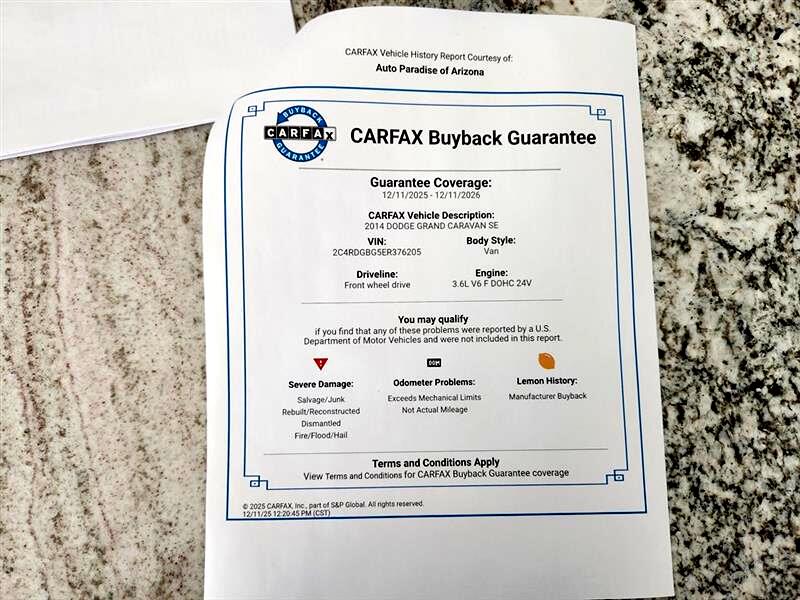 CARFAX Vehicle History Report Courtesy of:
Auto Paradise of Arizona
BUYBACK
CARFAX
GUARANTEE
CARFAX Buyback Guarantee
Guarantee Coverage:
12/11/2025 - 12/11/2026
CARFAX Vehicle Description:
2014 DODGE GRAND CARAVAN SE
VIN: Body Style:
2C4RDGBG5ER376205 Van
Driveline: Engine:
Front wheel drive 3.6L V6 F DOHC 24V
You may qualify
if you find that any of these problems were reported by a U.S.
Department of Motor Vehicles and were not included in this report.
Severe Damage: Odometer Problems: Lemon History:
Salvage/Junk Exceeds Mechanical Limits Manufacturer Buyback
Rebuilt/Reconstructed Not Actual Mileage
Dismantled
Fire/Flood/Hail
Terms and Conditions Apply
View Terms and Conditions for CARFAX Buyback Guarantee coverage
© 2025 CARFAX, Inc., part of S&P Global. All rights reserved.
12/11/25 12:20:45 PM (CST)